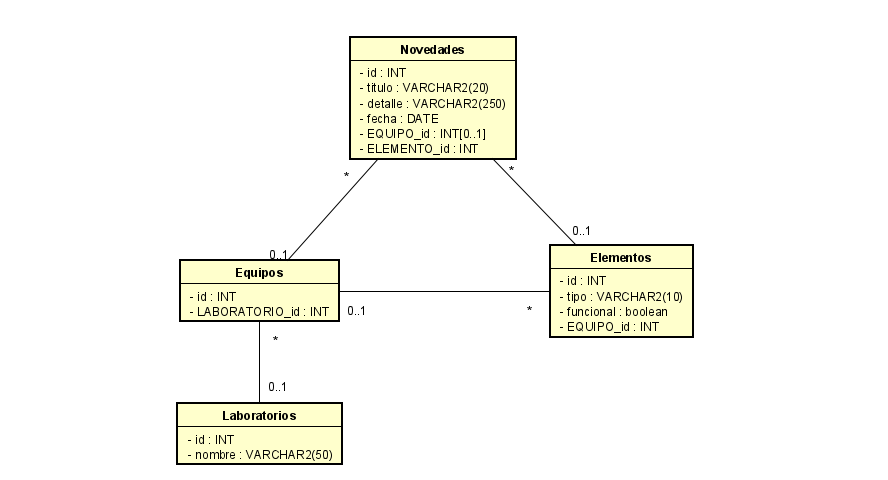 Novedades
- id : INT
- titulo : VARCHAR2(20)
- detalle : VARCHAR2(250)
- fecha : DATE
- EQUIPO_id : INT[0..1]
- ELEMENTO_id : INT
*
*
0..1
0..1
Equipos
- id : INT
- LABORATORIO_id : INT
Elementos
- id : INT
- tipo : VARCHAR2(10)
- funcional : boolean
- EQUIPO_id : INT
0..1
*
*
0..1
Laboratorios
- id : INT
- nombre : VARCHAR2(50)